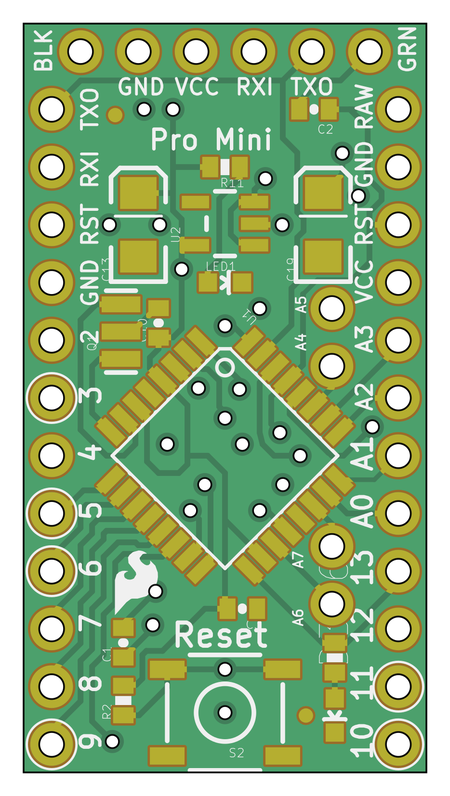 BLK
GRN
GND VCC RXI TXO
TXO
RAW
C2
Pro Mini
RXI
GND
R11
RST
RST
U2
C13
LED1
C19
GND
VCC
A5
U1
2
A4
A3
3
A2
4
A1
5
A0
6
A7
13
7
A6
12
Reset
C1
8
11
R2
9
10
S2